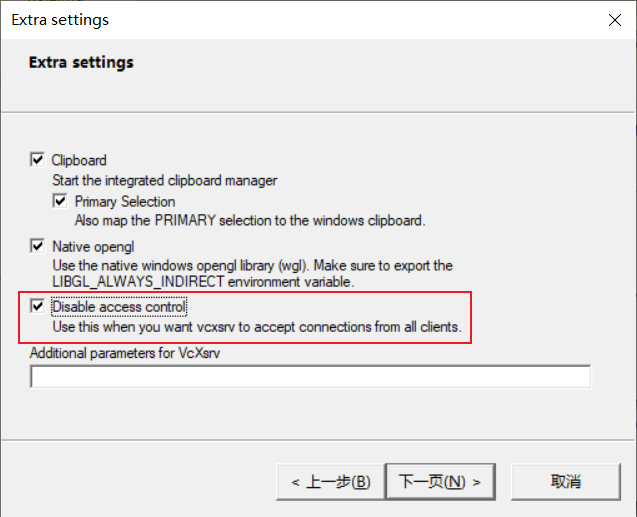 Extra settings
Extra settings
Clipboard
Start the integrated clipboard manager
Primary Selection
Also map the PRIMARY selection to the windows clipboard.
Native opengl
Use the native windows opengl library (wgl). Make sure to export the
LIBGL_ALWAYS_INDIRECT environment variable.
Disable access control
Use this when you want vcxsrv to accept connections from all clients.
Additional parameters for VcXsrv
< 上一步(B) 下一页(N) > 取消